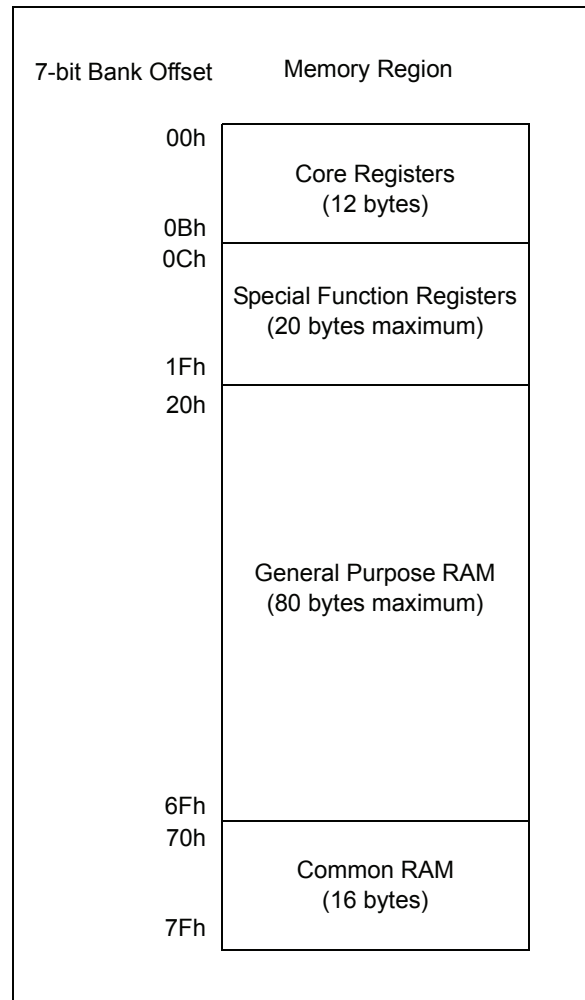 7-bit Bank Offset Memory Region
00h
Core Registers
(12 bytes)
0Bh
0Ch
Special Function Registers
(20 bytes maximum)
1Fh
20h
General Purpose RAM
(80 bytes maximum)
6Fh
70h
Common RAM
(16 bytes)
7Fh